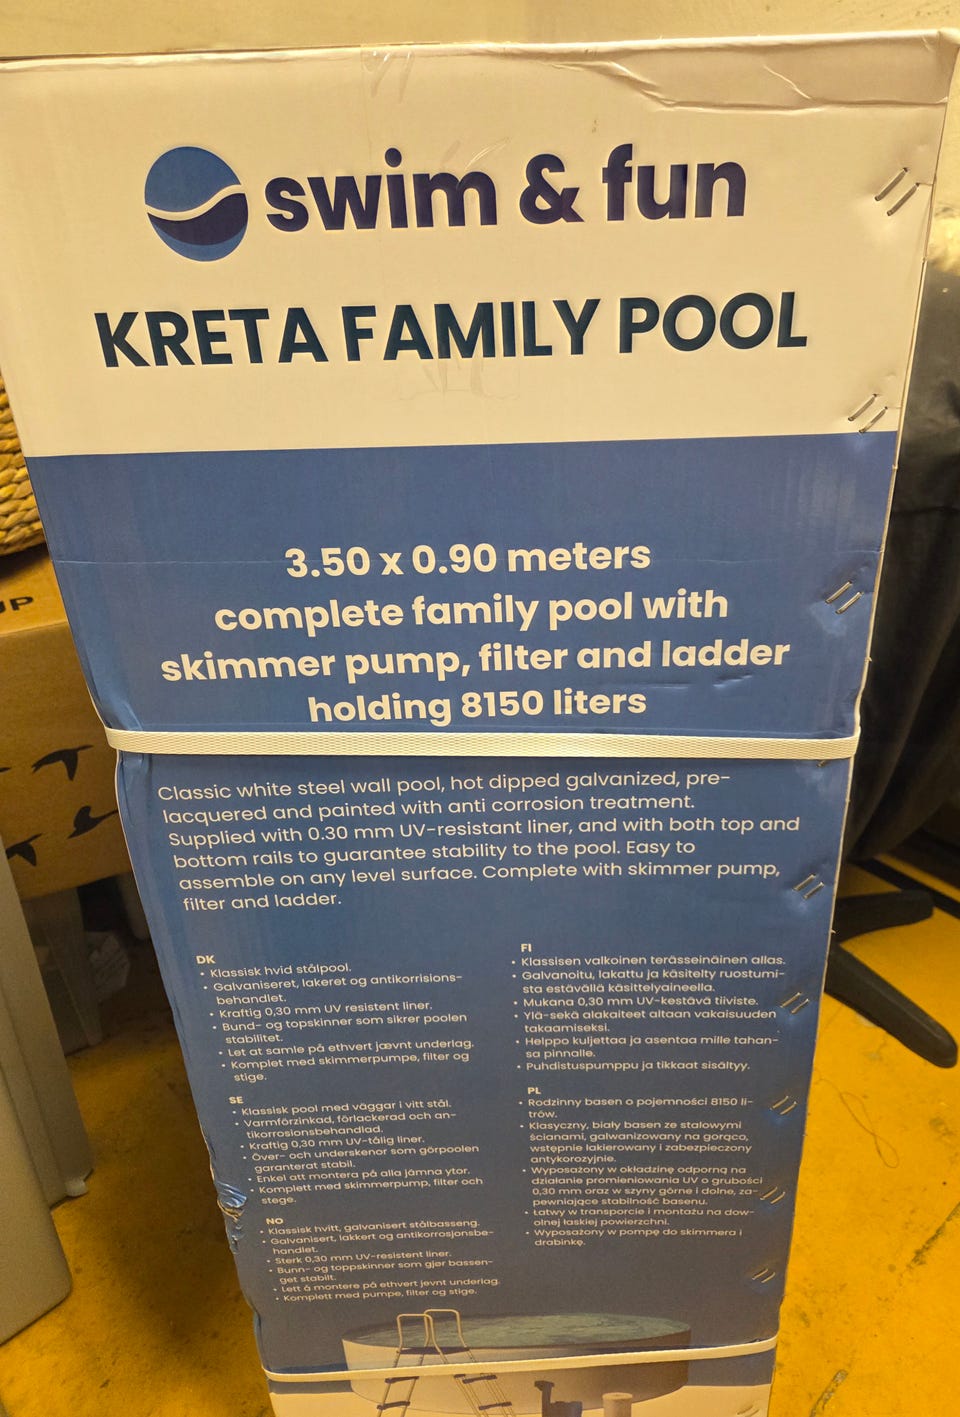 swim & fun
KRETA FAMILY POOL
3.50 x 0.90 meters
complete family pool with
skimmer pump, filter and ladder
holding 8150 liters
Classic white steel wall pool, hot dipped galvanized, pre-
lacquered and painted with anti corrosion treatment.
Supplied with 0.30 mm UV-resistant liner, and with both top and
bottom rails to guarantee stability to the pool. Easy to
assemble on any level surface. Complete with skimmer pump,
filter and ladder.
DK
• Klassisk hvid stålpool.
• Galvaniseret, lakeret og antikorrisions-
behandlet.
• Kraftig 0,30 mm UV resistent liner.
• Bund- og topskinner som sikrer poolen
stabilitet.
• Let at samle på ethvert jævnt underlag.
• Komplet med skimmerpumpe, filter og
stige.
SE
• Klassisk pool med väggar i vitt stål.
• Varmförzinkad, förlackerad och an-
tikorrosionsbehandlad.
• Kraftig 0,30 mm UV-tålig liner.
• Över- och underskenor som görpoolen
garanterat stabil.
• Enkel att montera på alla jämna ytor.
• Komplett med skimmerpump, filter och
stege.
NO
• Klassisk hvitt, galvanisert stålbasseng.
• Galvanisert, lakkert og antikorrosjonsbe-
handlet.
• Sterk 0,30 mm UV-resistent liner.
• Bunn- og toppskinner som gjør bassen-
get stabilt.
• Lett å montere på ethvert jevnt underlag.
• Komplett med pumpe, filter og stige.
FI
• Klassisen valkoinen terässeinäinen allas.
• Galvanoitu, lakattu ja käsitelty ruostumi-
sta estävällä käsittelyaineella.
• Mukana 0,30 mm UV-kestävä tiiviste.
• Ylä-sekä alakaiteet altaan vakaisuuden
takaamiseksi.
• Helppo kuljettaa ja asentaa mille tahan-
sa pinnalle.
• Puhdistuspumppu ja tikkaat sisältyy.
PL
• Rodzinny basen o pojemności 8150 li-
trów.
• Klasyczny, biały basen ze stalowymi
ścianami, galwanizowany na gorąco,
wstępnie lakierowany i zabezpieczony
antykorozyjnie.
• Wyposażony w okładzinę odporną na
działanie promieniowania UV o grubości
0,30 mm oraz w szyny górne i dolne, za-
pewniające stabilność basenu.
• Łatwy w transporcie i montażu na dow-
olnej łaskiej powierzchni.
• Wyposażony w pompę do skimmera i
drabinkę.
UP